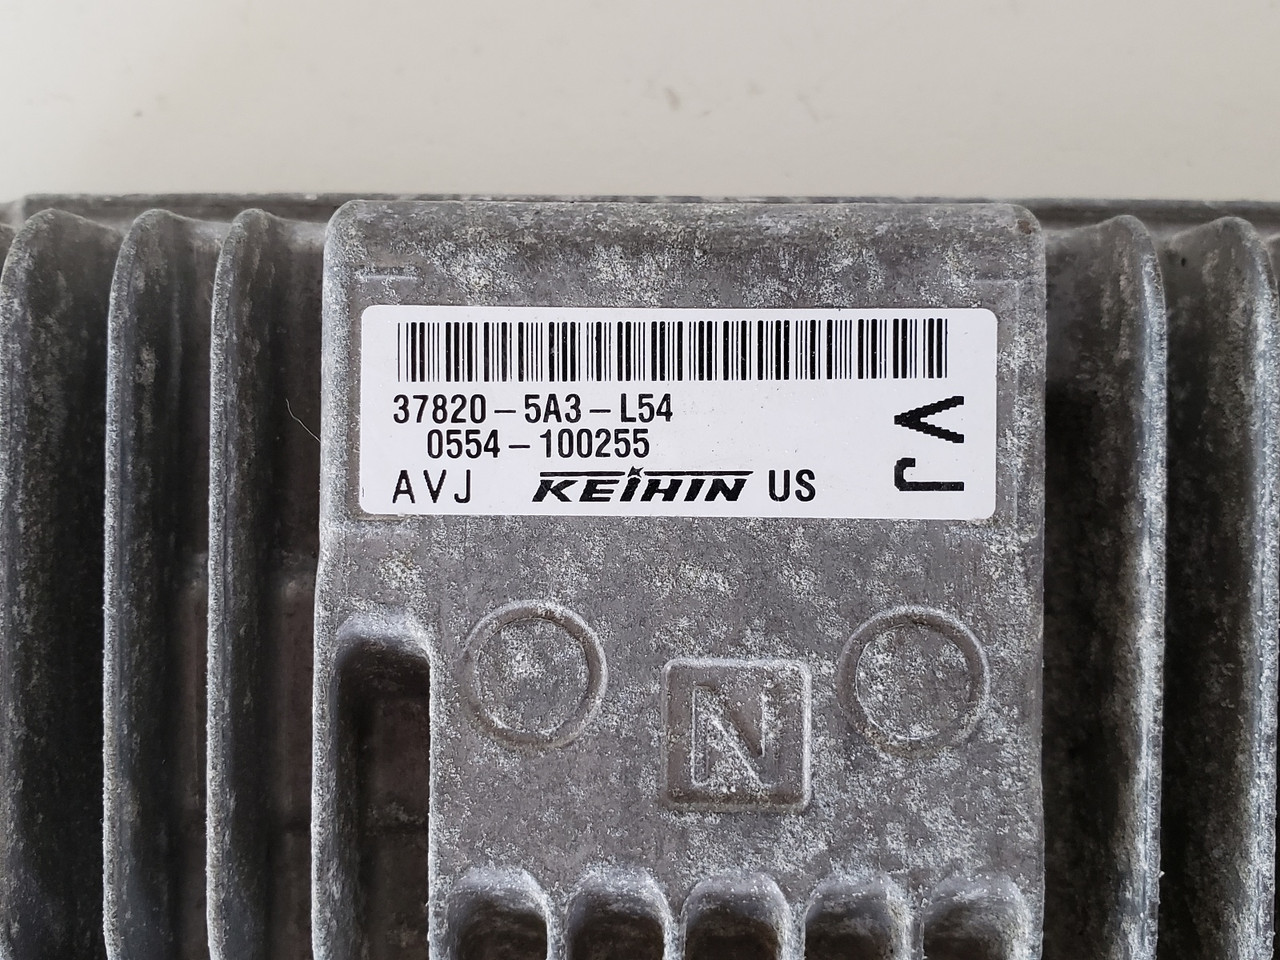 37820-5A3-L54
0554-100255
AVJ KEIHIN US
VJ
N